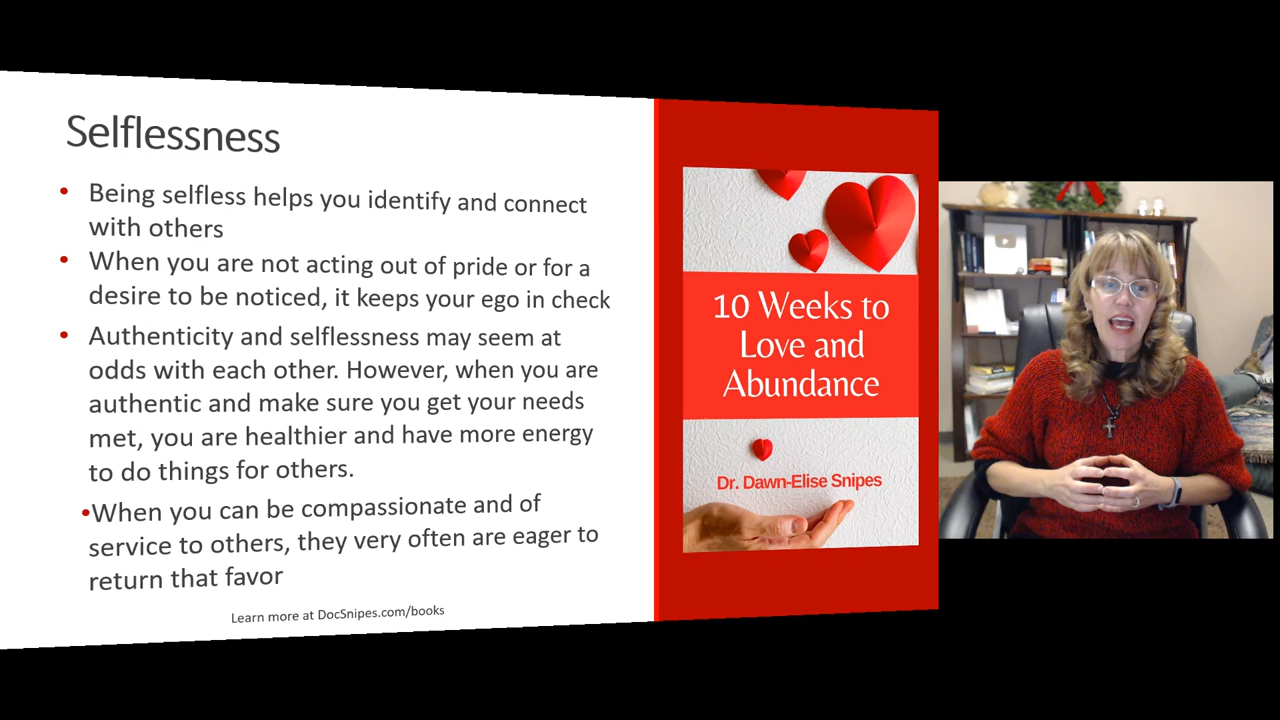 Selflessness
• Being selfless helps you identify and connect
with others
• When you are not acting out of pride or for a
desire to be noticed, it keeps your ego in check
• Authenticity and selflessness may seem at
odds with each other. However, when you are
authentic and make sure you get your needs
met, you are healthier and have more energy
to do things for others.
•When you can be compassionate and of
service to others, they very often are eager to
return that favor
Learn more at DocSnipes.com/books
10 Weeks to
Love and
Abundance
Dr. Dawn-Elise Snipes